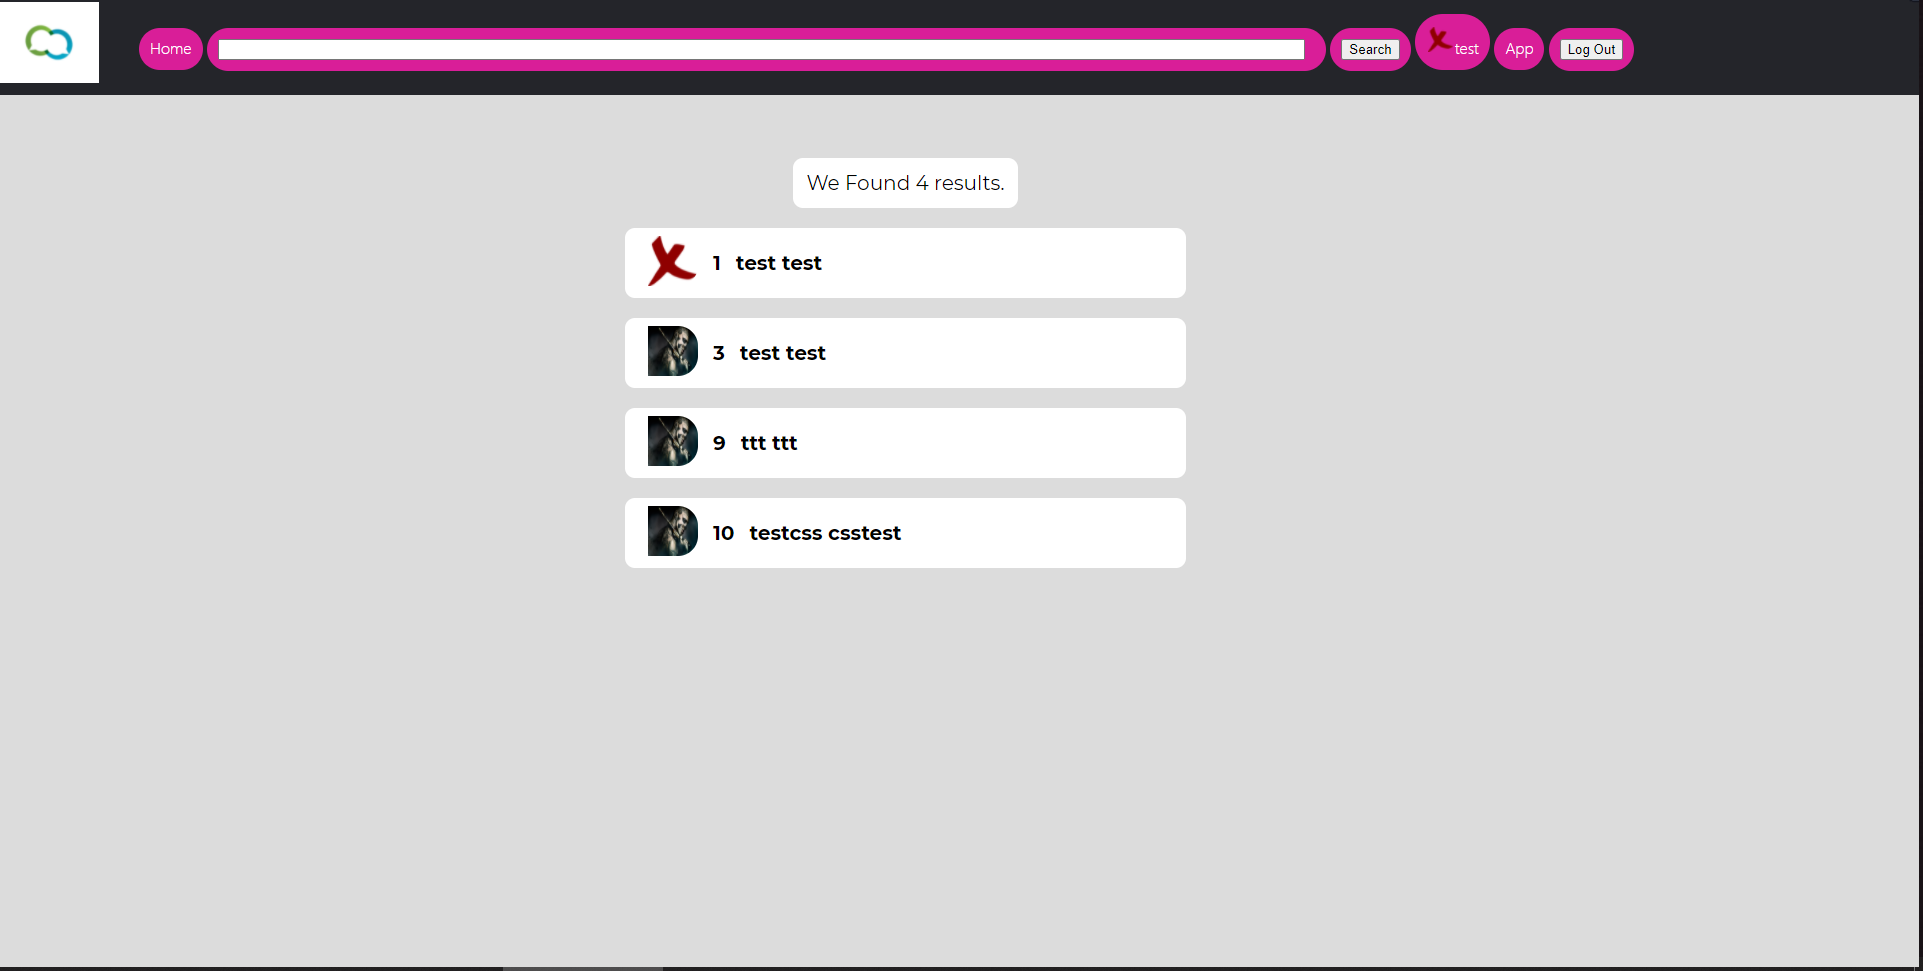 Home Search test App Log Out
We Found 4 results.
1 test test
3 test test
9 ttt ttt
10 testcss csstest